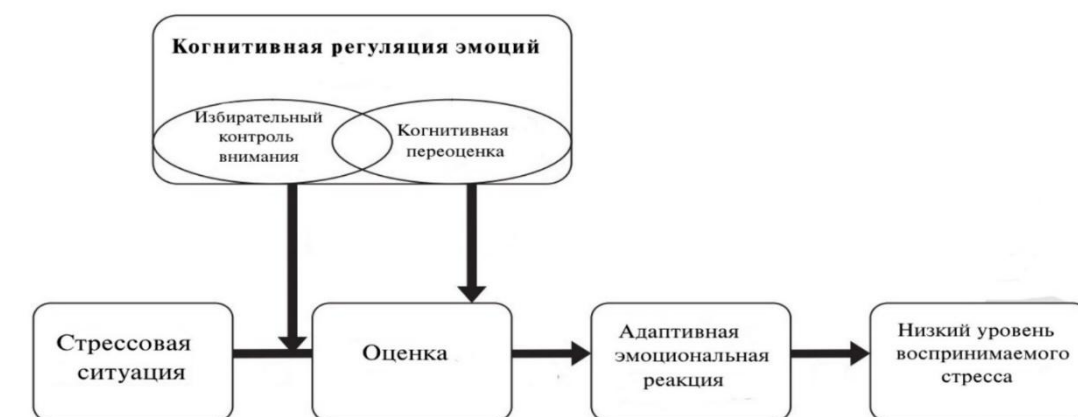 Когнитивная регуляция эмоций
Избирательный
контроль
внимания
Когнитивная
переоценка
Стрессовая
ситуация
Оценка
Адаптивная
эмоциональная
реакция
Низкий уровень
воспринимаемого
стресса